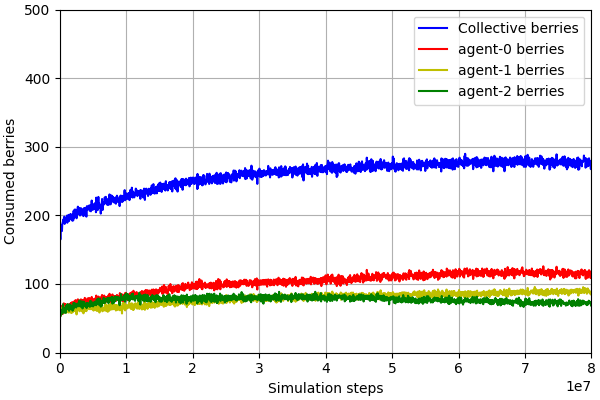 500
400
300
200
100
0
Consumed berries
Collective berries
agent-0 berries
agent-1 berries
agent-2 berries
0 1 2 3 4 5 6 7 8
1e7
Simulation steps